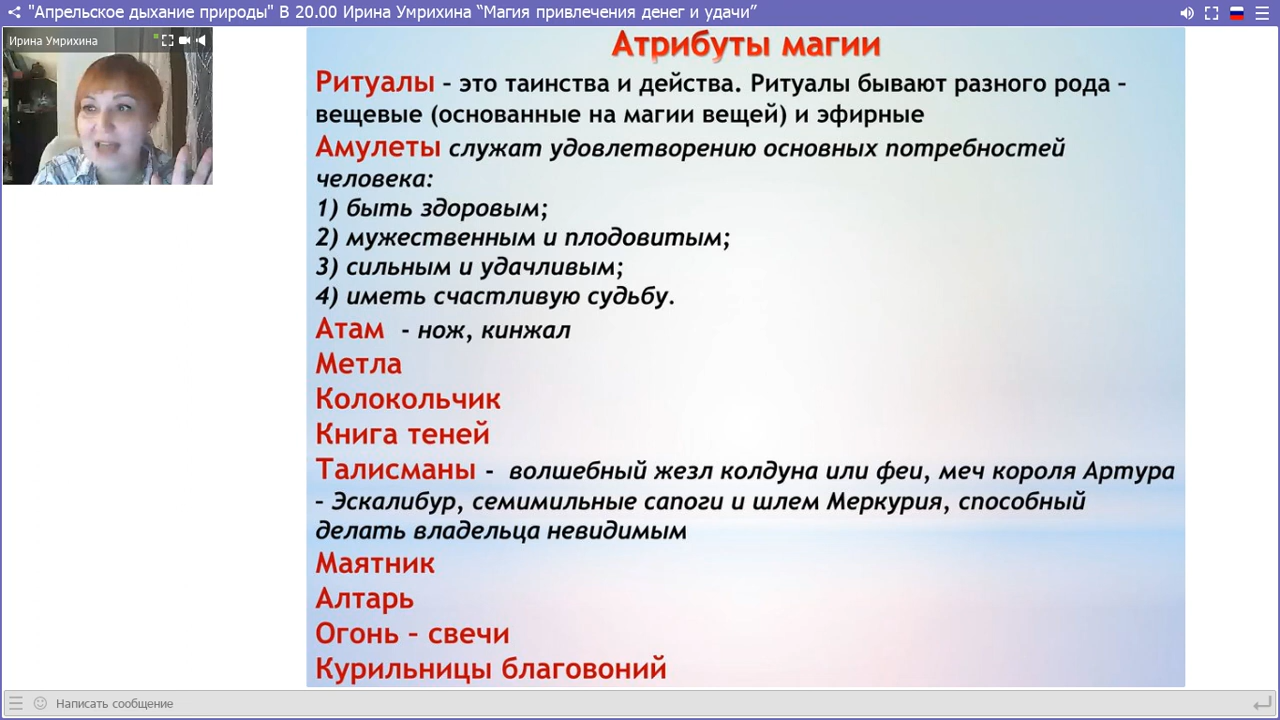 "Апрельское дыхание природы" В 20.00 Ирина Умрихина “Магия привлечения денег и удачи”
Ирина Умрихина
Атрибуты магии
Ритуалы – это таинства и действа. Ритуалы бывают разного рода –
вещевые (основанные на магии вещей) и эфирные
Амулеты служат удовлетворению основных потребностей
человека:
1) быть здоровым;
2) мужественным и плодовитым;
3) сильным и удачливым;
4) иметь счастливую судьбу.
Атам - нож, кинжал
Метла
Колокольчик
Книга теней
Талисманы - волшебный жезл колдуна или феи, меч короля Артура
– Эскалибур, семимильные сапоги и шлем Меркурия, способный
делать владельца невидимым
Маятник
Алтарь
Огонь – свечи
Курильницы благовоний
Написать сообщение